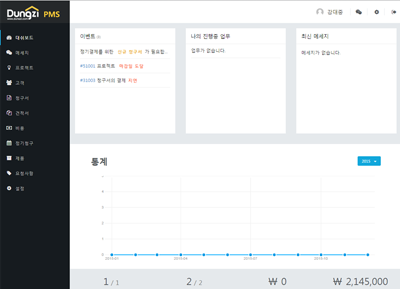 Dungzi PMS
강대중
대쉬보드
메세지
프로젝트
고객
청구서
견적서
비용
정기청구
제품
요청사항
설정
이벤트
정기결제를 위한 신규 청구서 가 필요합..
#51001 프로젝트 마감일 도달
#51003 청구서의 결제 지연
나의 진행중 업무
업무가 없습니다.
최신 메세지
메세지가 없습니다.
통계
2015
0
1 / 1
2 / 2
₩ 0
₩ 2,145,000